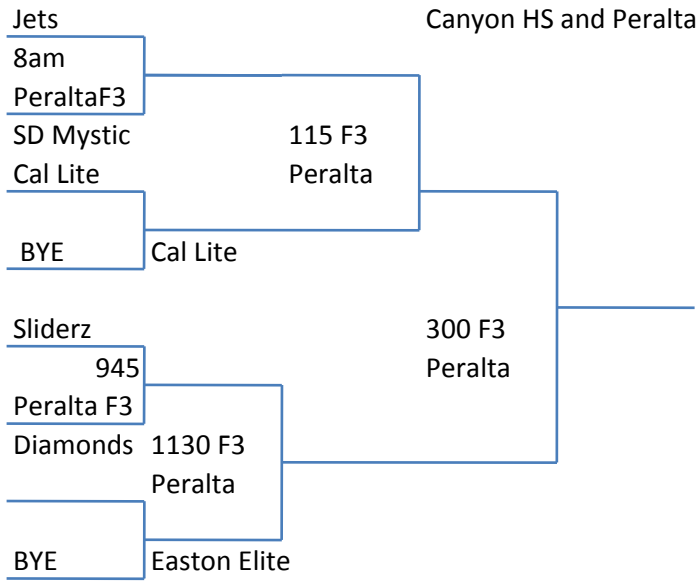 Jets
Canyon HS and Peralta
8am
PeraltaF3
SD Mystic
115 F3
Cal Lite
Peralta
BYE
Cal Lite
Sliderz
300 F3
945
Peralta
Peralta F3
Diamonds
1130 F3
Peralta
BYE
Easton Elite